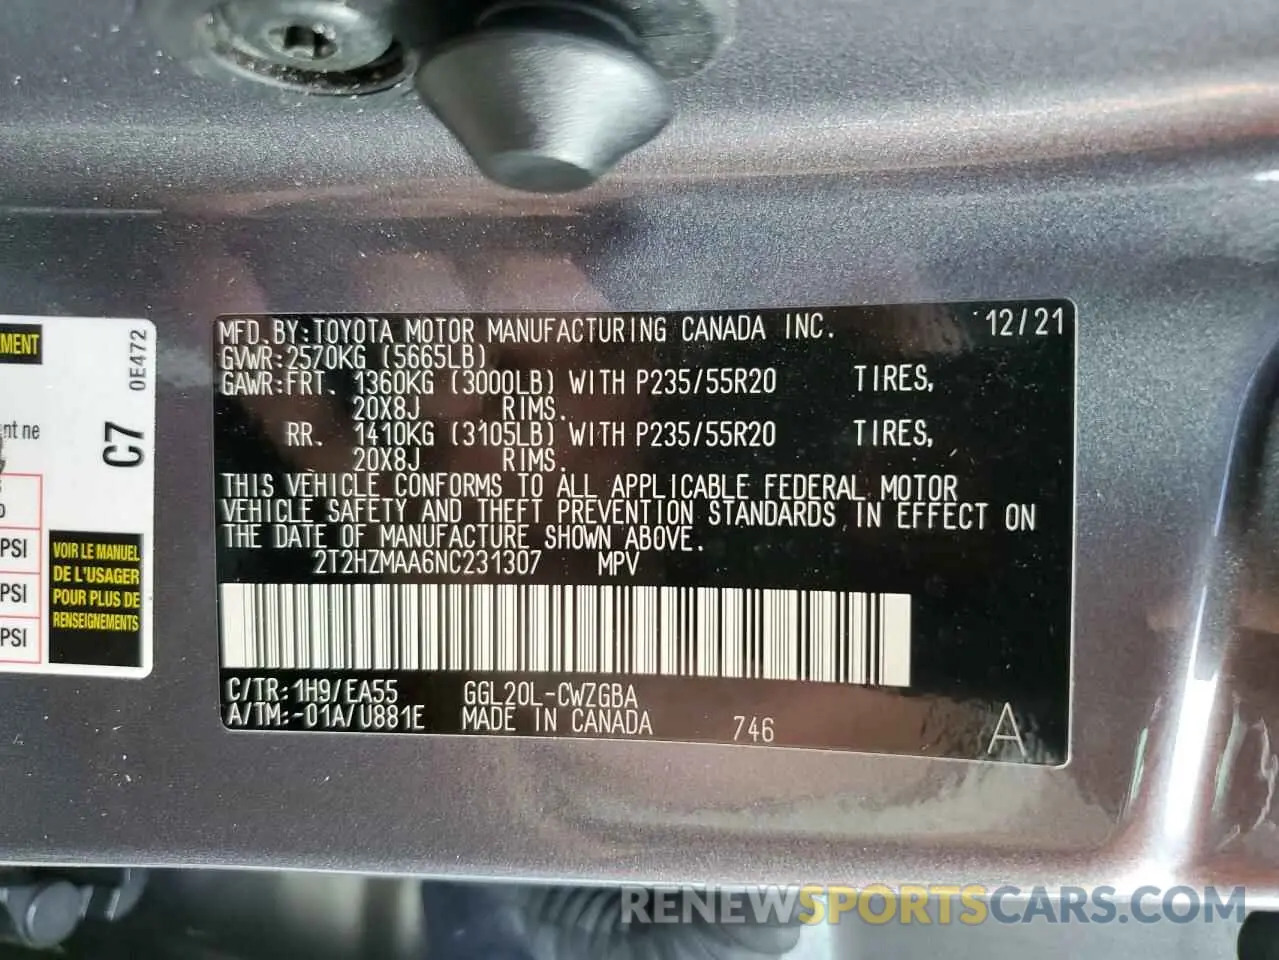 MENT
0E472
C7
nt ne
PSI
PSI
PSI
VOIR LE MANUEL
DE L'USAGER
POUR PLUS DE
RENSEIGNEMENTS
MFD.BY:TOYOTA MOTOR MANUFACTURING CANADA INC. 12/21
GVWR:2570KG (5665LB)
GAWR:FRT. 1360KG (3000LB) WITH P235/55R20 TIRES,
20X8J RIMS.
RR. 1410KG (3105LB) WITH P235/55R20 TIRES,
20X8J RIMS.
THIS VEHICLE CONFORMS TO ALL APPLICABLE FEDERAL MOTOR
VEHICLE SAFETY AND THEFT PREVENTION STANDARDS IN EFFECT ON
THE DATE OF MANUFACTURE SHOWN ABOVE.
2T2HZMAA6NC231307 MPV
C/TR:1H9/EA55 GGL20L-CWZGBA
A/TM:-01A/U881E MADE IN CANADA 746 A
RENEWSPORTSCARS.COM